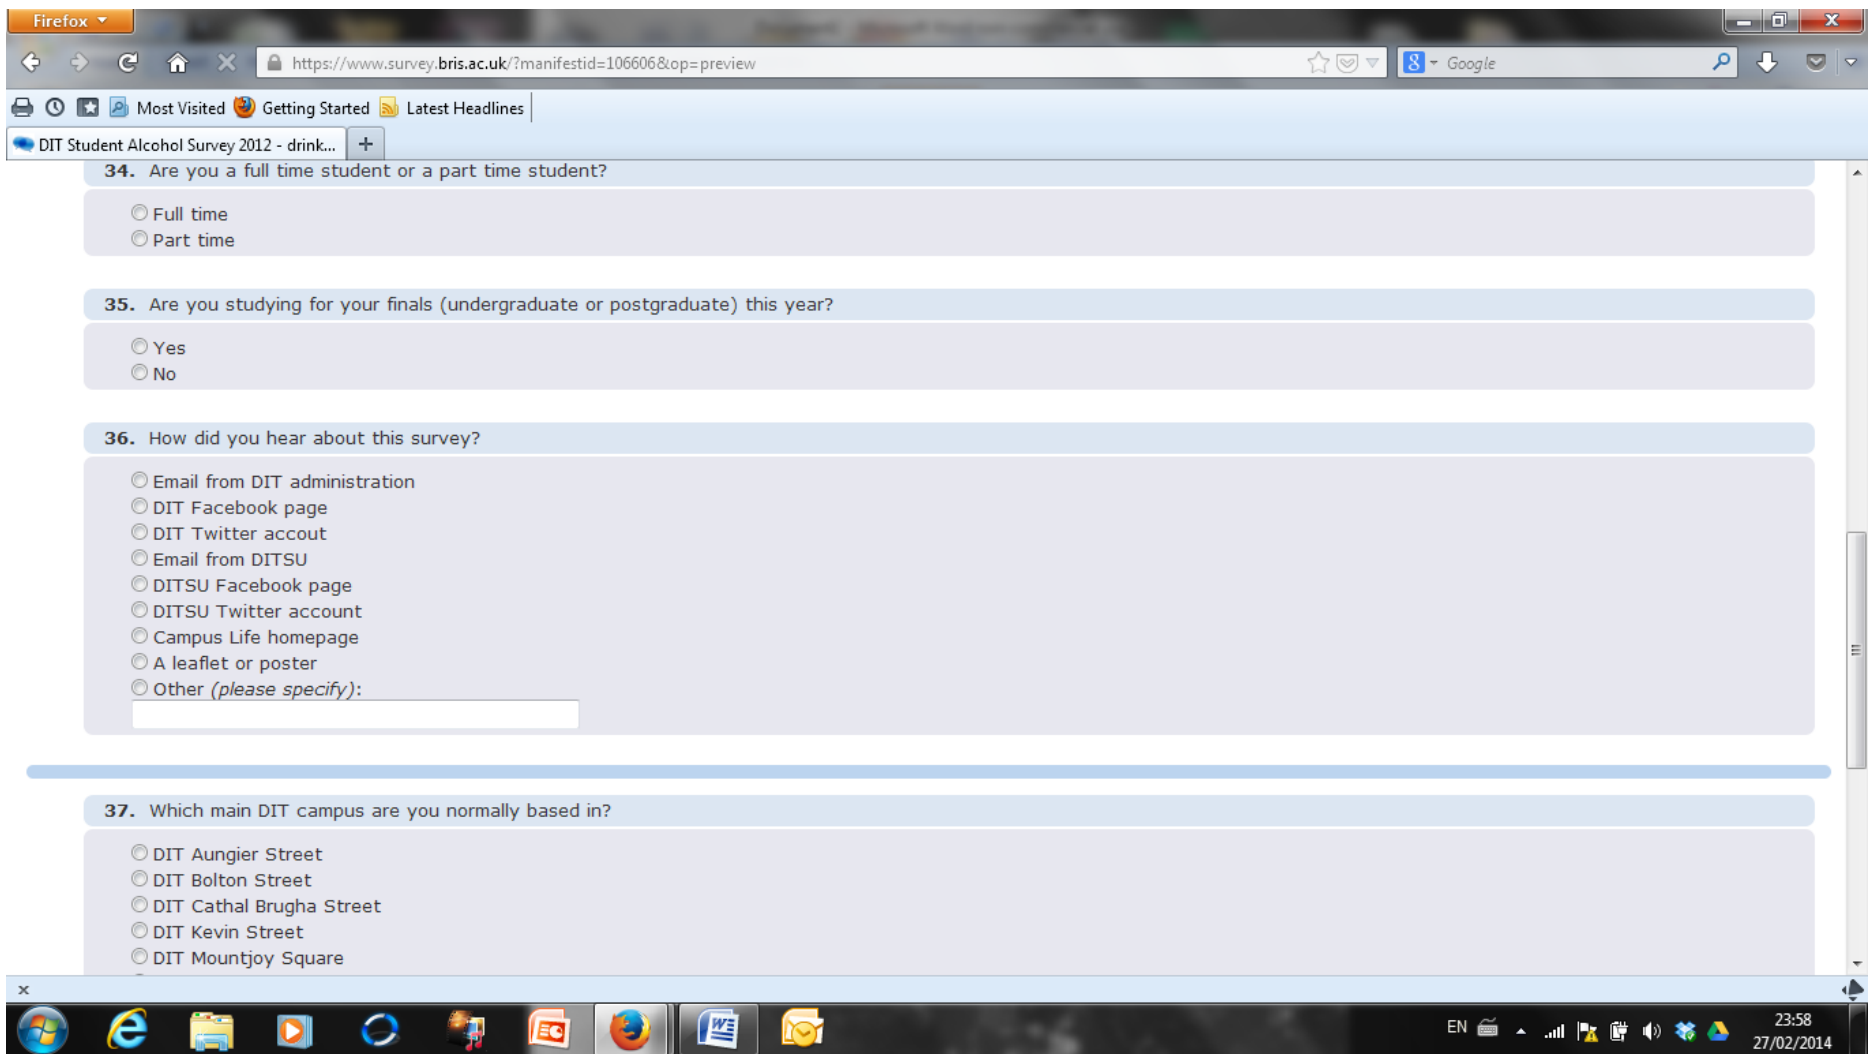 Firefox
https://www.survey.bris.ac.uk/?manifestid=106606&op=preview
8 Google
Most Visited Getting Started Latest Headlines
DIT Student Alcohol Survey 2012 - drink... +
34. Are you a full time student or a part time student?
Full time
Part time
35. Are you studying for your finals (undergraduate or postgraduate) this year?
Yes
No
36. How did you hear about this survey?
Email from DIT administration
DIT Facebook page
DIT Twitter accout
Email from DITSU
DITSU Facebook page
DITSU Twitter account
Campus Life homepage
A leaflet or poster
Other (please specify):
37. Which main DIT campus are you normally based in?
DIT Aungier Street
DIT Bolton Street
DIT Cathal Brugha Street
DIT Kevin Street
DIT Mountjoy Square
EN
23:58
27/02/2014